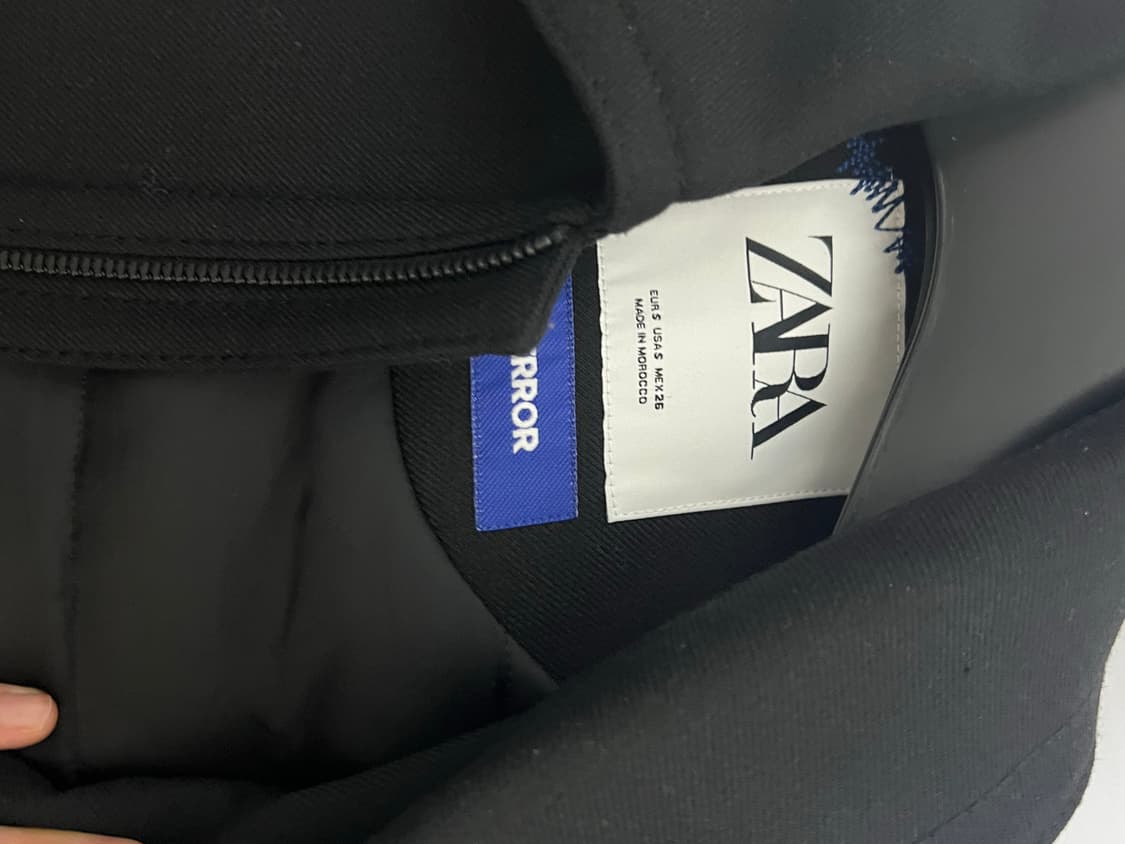 ZARA
EUR S USA S MEX 26
MADE IN MOROCCO
RROR